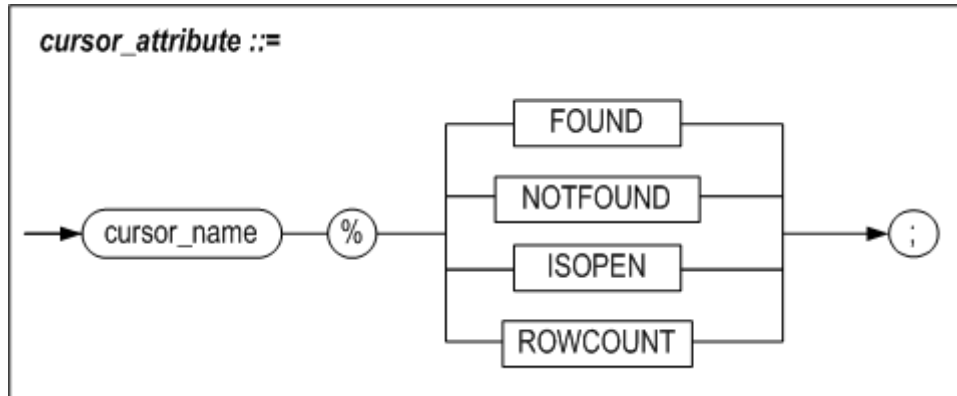 cursor_attribute ::=
FOUND
NOTFOUND
cursor_name % ;
ISOPEN
ROWCOUNT